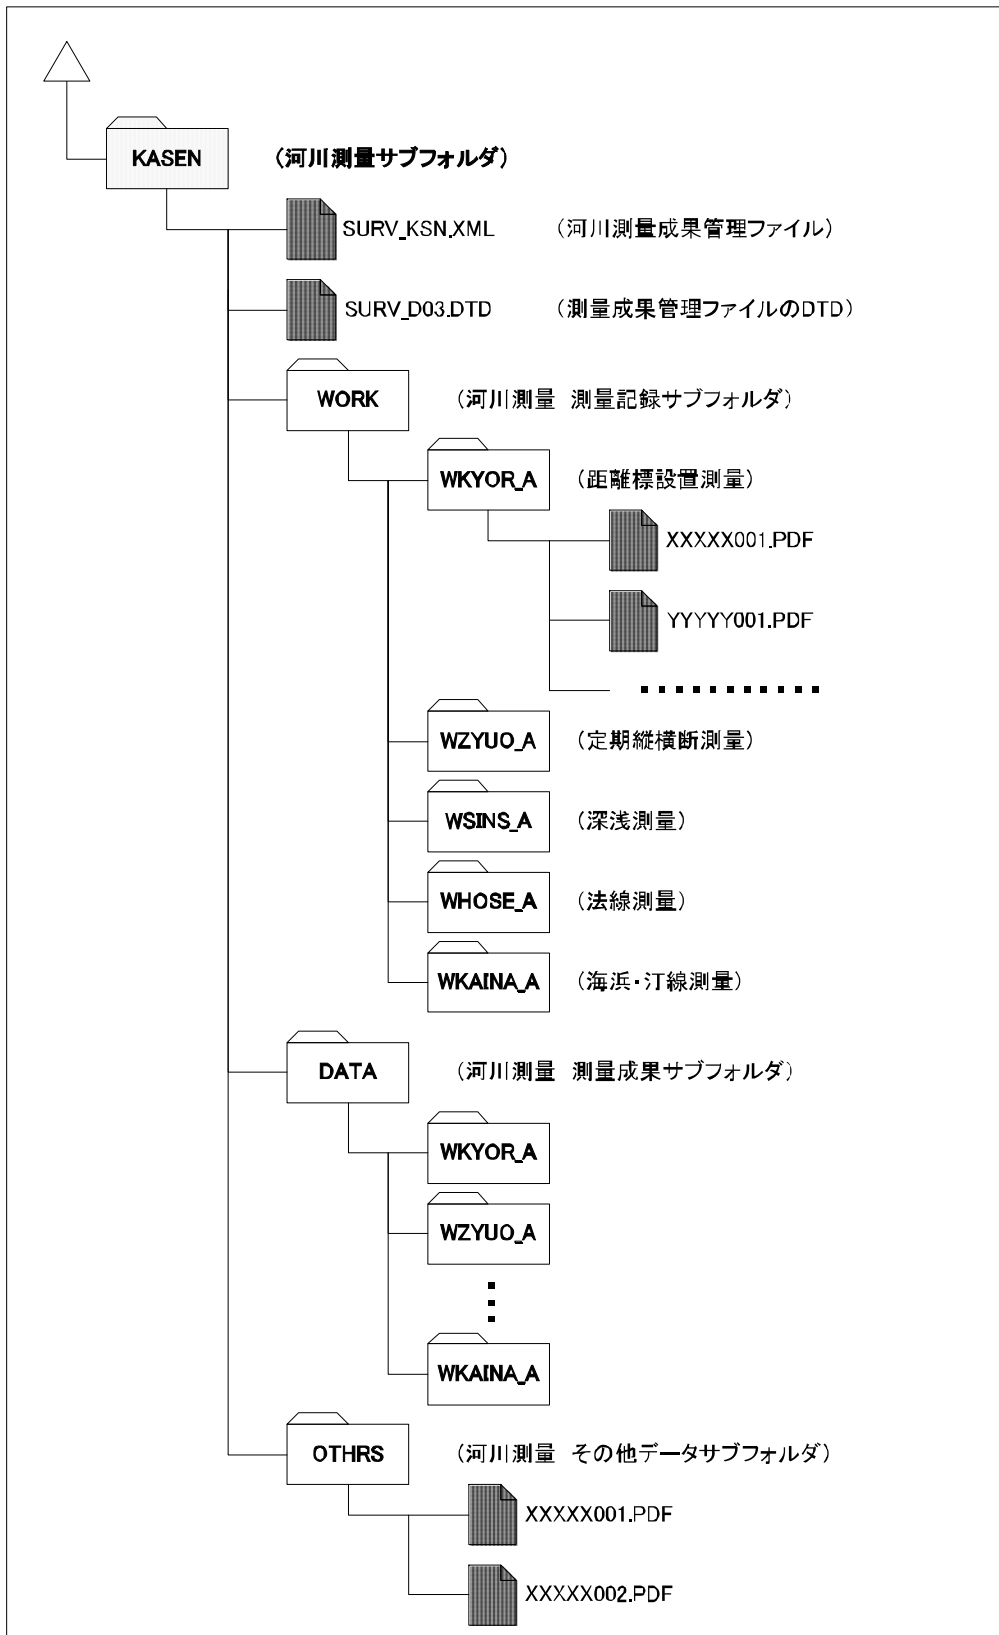 KASEN （河川測量サブフォルダ）
SURV_KSN.XML （河川測量成果管理ファイル）
SURV_D03.DTD （測量成果管理ファイルのDTD）
WORK （河川測量 測量記録サブフォルダ）
WKYOR_A （距離標設置測量）
XXXXX001.PDF
YYYYY001.PDF
WZYUO_A （定期縦横断測量）
WSINS_A （深浅測量）
WHOSE_A （法線測量）
WKAINA_A （海浜・汀線測量）
DATA （河川測量 測量成果サブフォルダ）
WKYOR_A
WZYUO_A
WKAINA_A
OTHRS （河川測量 その他データサブフォルダ）
XXXXX001.PDF
XXXXX002.PDF